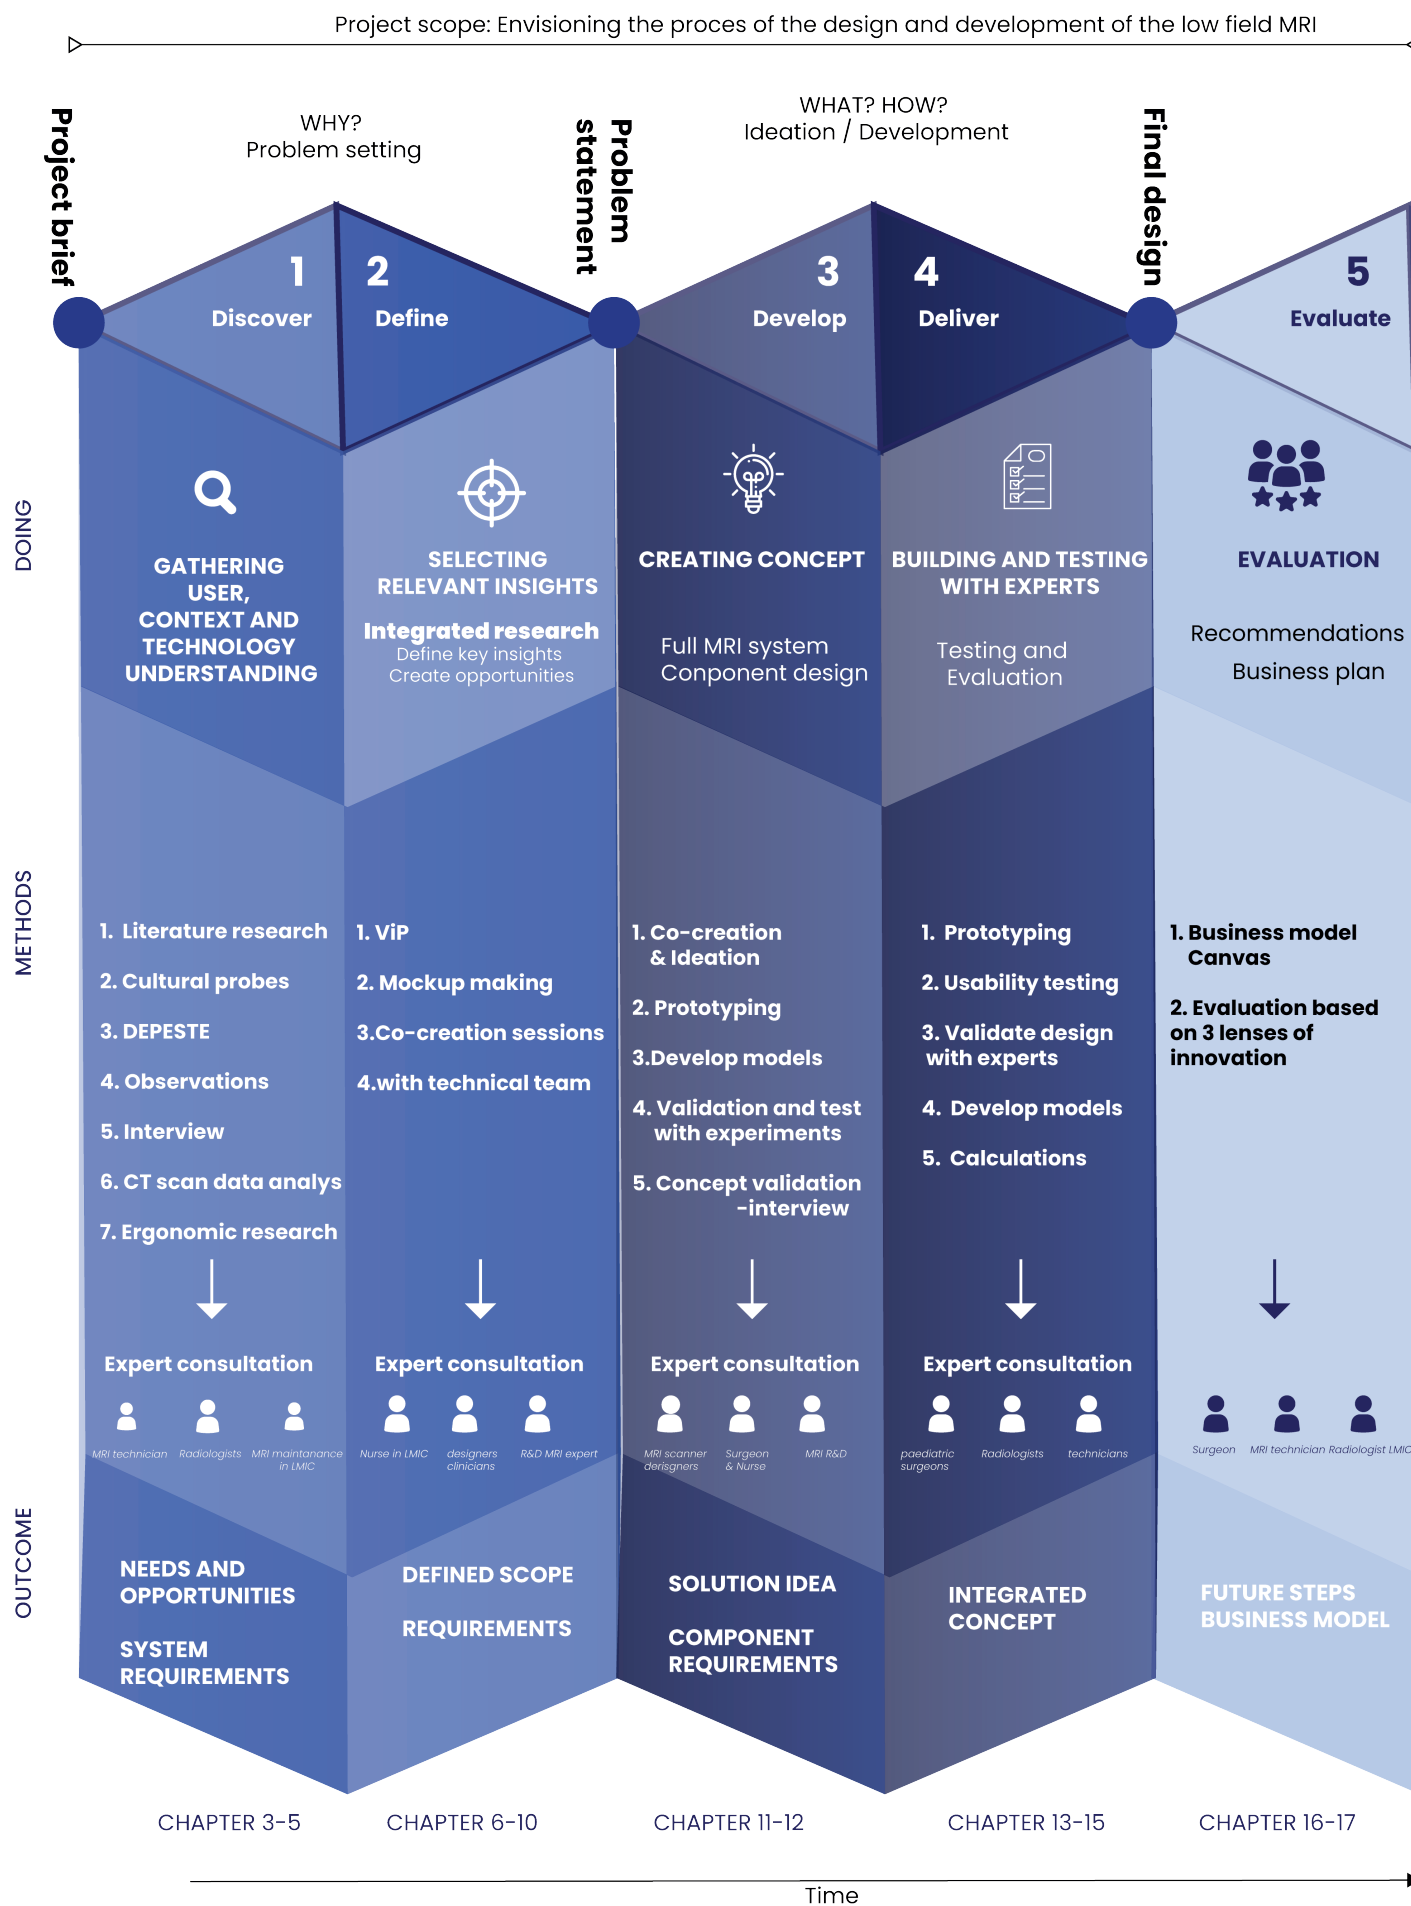 Project scope: Envisioning the proces of the design and development of the low field MRI
Project brief
WHY?
Problem setting
Problem
statement
WHAT? HOW?
Ideation / Development
Final design
1
Discover
2
Define
3
Develop
4
Deliver
5
Evaluate
DOING
GATHERING
USER,
CONTEXT AND
TECHNOLOGY
UNDERSTANDING
SELECTING
RELEVANT INSIGHTS
Integrated research
Define key insights
Create opportunities
CREATING CONCEPT
Full MRI system
Conponent design
BUILDING AND TESTING
WITH EXPERTS
Testing and
Evaluation
EVALUATION
Recommendations
Business plan
METHODS
1. Literature research
2. Cultural probes
3. DEPESTE
4. Observations
5. Interview
6. CT scan data analys
7. Ergonomic research
1. ViP
2. Mockup making
3.Co-creation sessions
4.with technical team
1. Co-creation
& Ideation
2. Prototyping
3.Develop models
4. Validation and test
with experiments
5. Concept validation
-interview
1. Prototyping
2. Usability testing
3. Validate design
with experts
4. Develop models
5. Calculations
1. Business model
Canvas
2. Evaluation based
on 3 lenses of
innovation
Expert consultation
MRI technician
Radiologists
MRI maintanance
in LMIC
Expert consultation
Nurse in LMIC
designers
clinicians
R&D MRI expert
Expert consultation
MRI scanner
derisgners
Surgeon
& Nurse
MRI R&D
Expert consultation
paediatric
surgeons
Radiologists
technicians
Surgeon
MRI technician
Radiologist LMIC
OUTCOME
NEEDS AND
OPPORTUNITIES
SYSTEM
REQUIREMENTS
DEFINED SCOPE
REQUIREMENTS
SOLUTION IDEA
COMPONENT
REQUIREMENTS
INTEGRATED
CONCEPT
FUTURE STEPS
BUSINESS MODEL
CHAPTER 3-5
CHAPTER 6-10
CHAPTER 11-12
CHAPTER 13-15
CHAPTER 16-17
Time